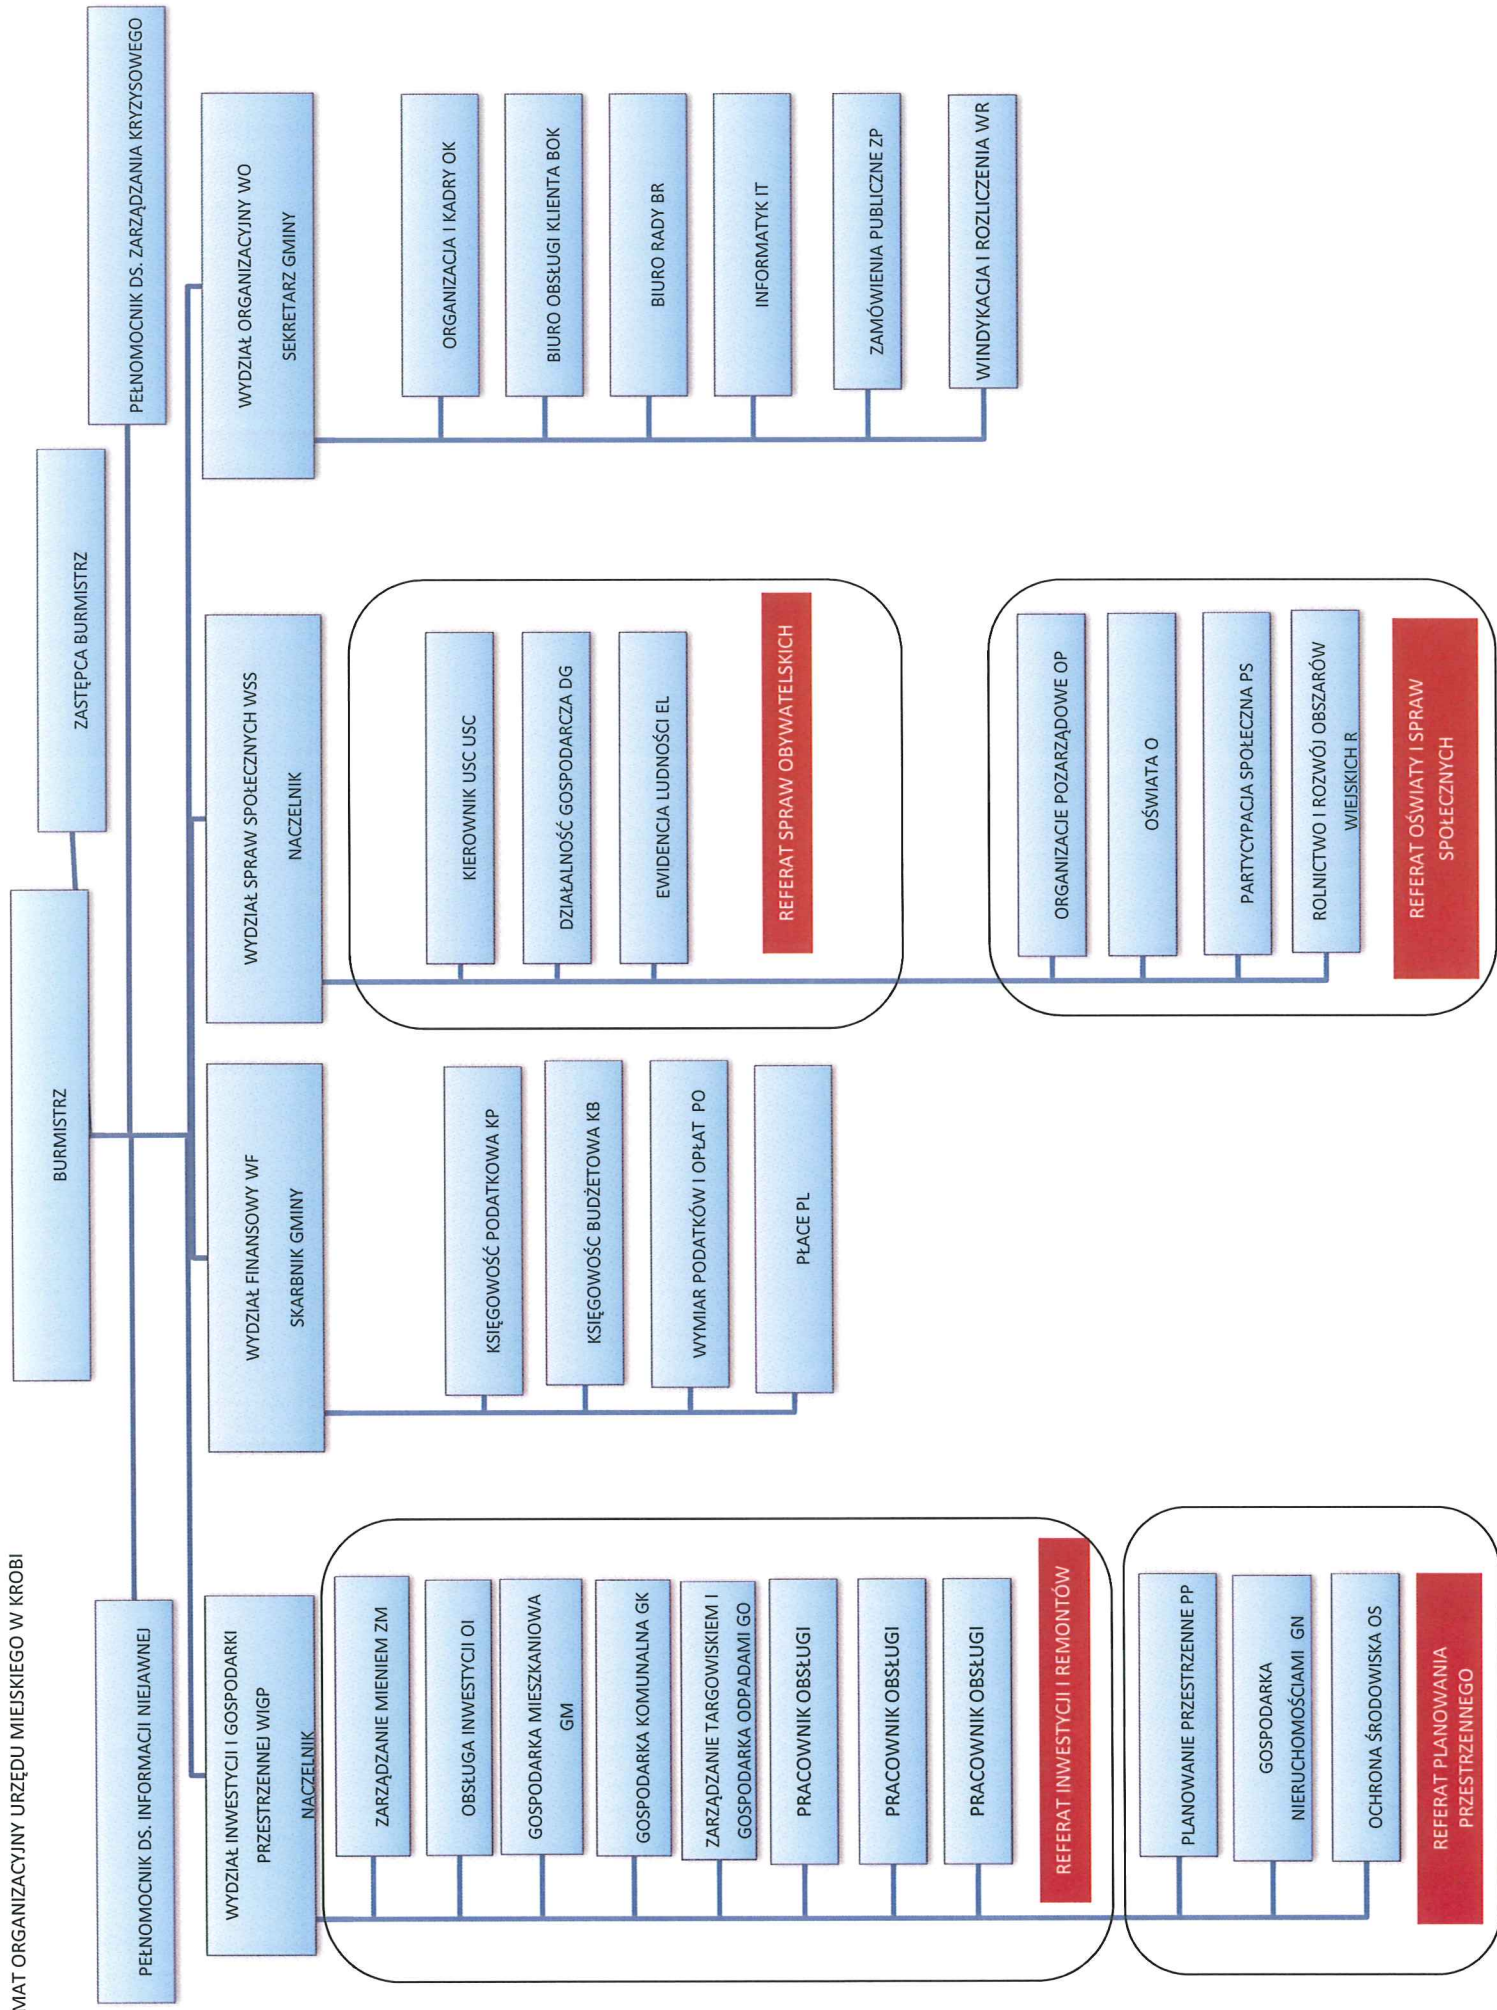 MAT ORGANIZACYJNY URZĘDU MIEJSKIEGO W KROBI
BURMISTRZ
ZASTĘPCA BURMISTRZ
PEŁNOMOCNIK DS. INFORMACJI NIEJAWNEJ
PEŁNOMOCNIK DS. ZARZĄDZANIA KRYZYSOWEGO
WYDZIAŁ INWESTYCJI I GOSPODARKI
PRZESTRZENNEJ WIGP
NACZELNIK
ZARZĄDZANIE MIENIEM ZM
OBSŁUGA INWESTYCJI OI
GOSPODARKA MIESZKANIOWA
GM
GOSPODARKA KOMUNALNA GK
ZARZĄDZANIE TARGOWISKIEM I
GOSPODARKA ODPADAMI GO
PRACOWNIK OBSŁUGI
PRACOWNIK OBSŁUGI
PRACOWNIK OBSŁUGI
REFERAT INWESTYCJI I REMONTÓW
PLANOWANIE PRZESTRZENNE PP
GOSPODARKA
NIERUCHOMOŚCIAMI GN
OCHRONA ŚRODOWISKA OS
REFERAT PLANOWANIA
PRZESTRZENNEGO
WYDZIAŁ FINANSOWY WF
SKARBNIK GMINY
KSIĘGOWOŚĆ PODATKOWA KP
KSIĘGOWOŚC BUDŻETOWA KB
WYMIAR PODATKÓW I OPŁAT PO
PŁACE PL
WYDZIAŁ SPRAW SPOŁECZNYCH WSS
NACZELNIK
KIEROWNIK USC USC
DZIAŁALNOŚĆ GOSPODARCZA DG
EWIDENCJA LUDNOŚCI EL
REFERAT SPRAW OBYWATELSKICH
ORGANIZACJE POZARZĄDOWE OP
OŚWIATA O
PARTYCYPACJA SPOŁECZNA PS
ROLNICTWO I ROZWÓJ OBSZARÓW
WIEJSKICH R
REFERAT OŚWIATY I SPRAW
SPOŁECZNYCH
WYDZIAŁ ORGANIZACYJNY WO
SEKRETARZ GMINY
ORGANIZACJA I KADRY OK
BIURO OBSŁUGI KLIENTA BOK
BIURO RADY BR
INFORMATYK IT
ZAMÓWIENIA PUBLICZNE ZP
WINDYKACJA I ROZLICZENIA WR